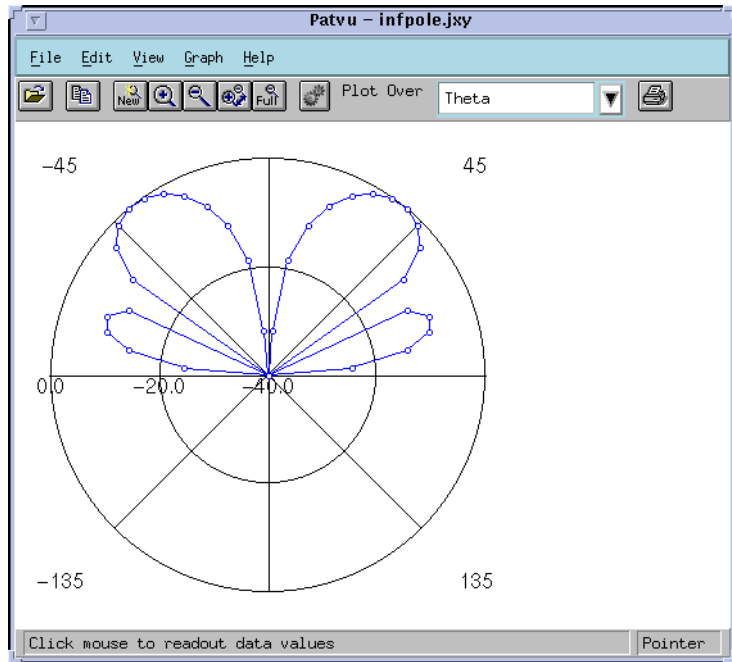 Patvu – infpole.jxy
File Edit View Graph Help
New Full Plot Over Theta
−45 45
0.0 −20.0 −40.0
−135 135
Click mouse to readout data values Pointer